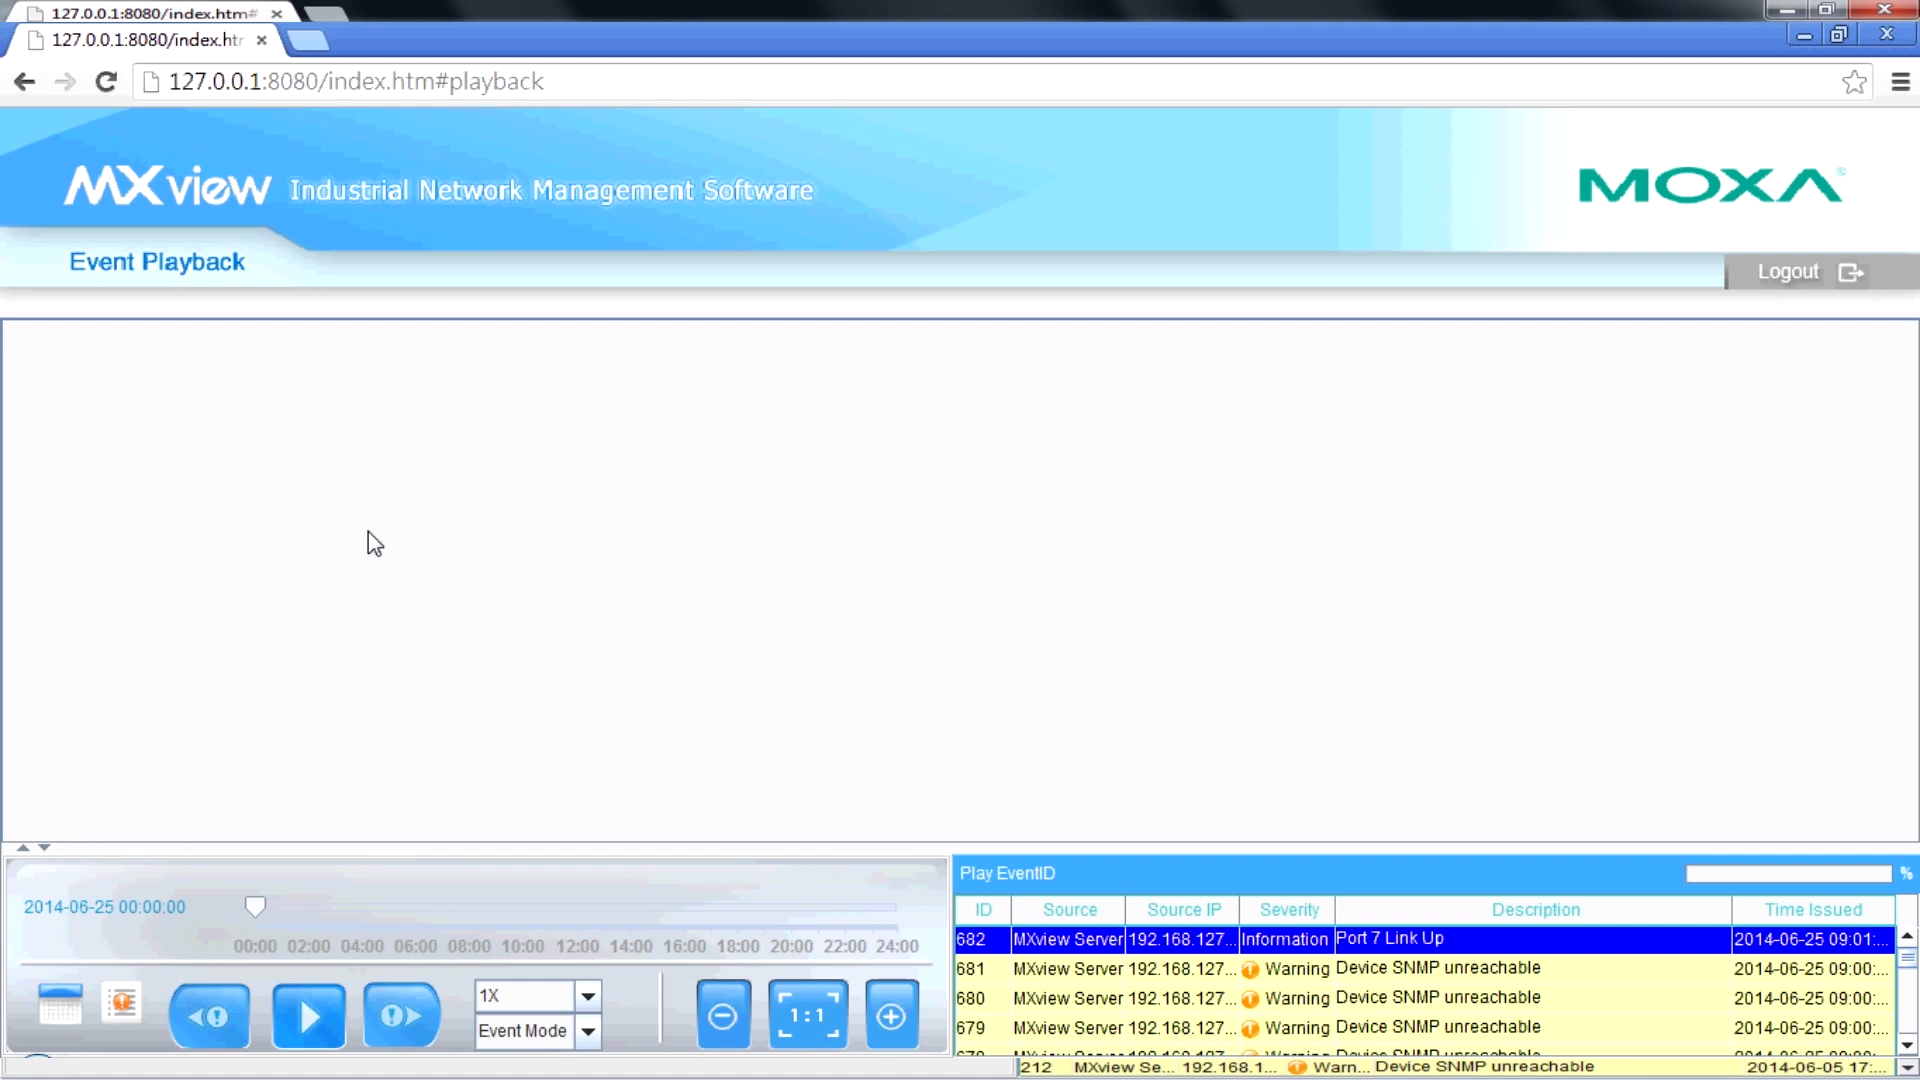 127.0.0.1:8080/index.htm#
127.0.0.1:8080/index.htr
127.0.0.1:8080/index.htm#playback
MXview Industrial Network Management Software
MOXA®
Event Playback
Logout
2014-06-25 00:00:00
00:00 02:00 04:00 06:00 08:00 10:00 12:00 14:00 16:00 18:00 20:00 22:00 24:00
1X
Event Mode
1:1
Play EventID
%
ID Source Source IP Severity Description Time Issued
682 MXview Server 192.168.127... Information Port 7 Link Up 2014-06-25 09:01:...
681 MXview Server 192.168.127... Warning Device SNMP unreachable 2014-06-25 09:00:...
680 MXview Server 192.168.127... Warning Device SNMP unreachable 2014-06-25 09:00:...
679 MXview Server 192.168.127... Warning Device SNMP unreachable 2014-06-25 09:00:...
212 MXview Se... 192.168.1... Warn... Device SNMP unreachable 2014-06-05 17:...